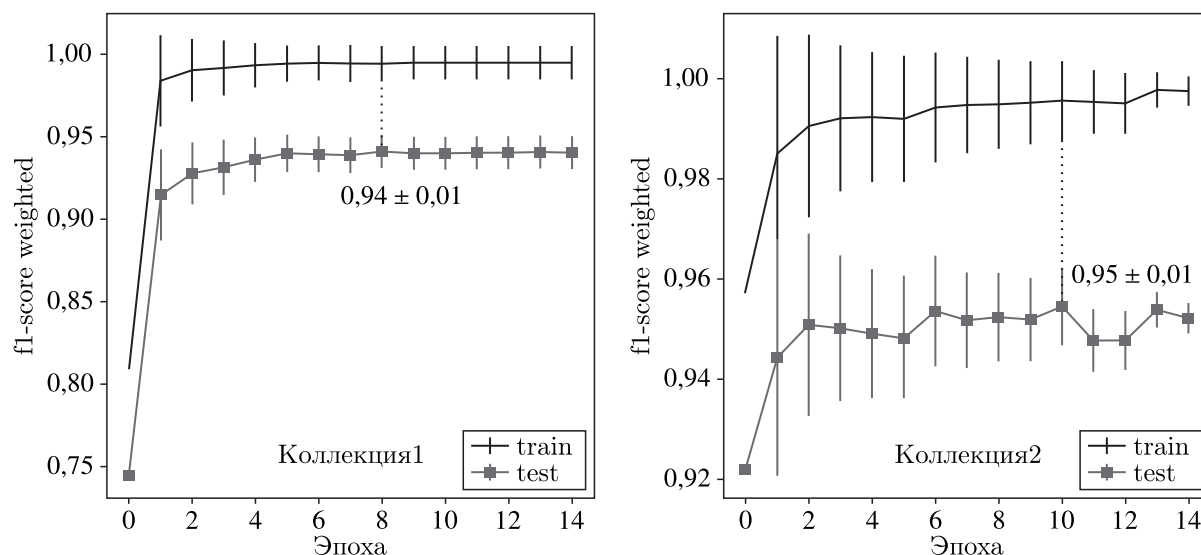 f1-score weighted
1,00
0,95
0,90
0,85
0,80
0,75
0,94 ± 0,01
Коллекция1
train
test
0 2 4 6 8 10 12 14
Эпоха
f1-score weighted
1,00
0,98
0,96
0,94
0,92
0,95 ± 0,01
Коллекция2
train
test
0 2 4 6 8 10 12 14
Эпоха